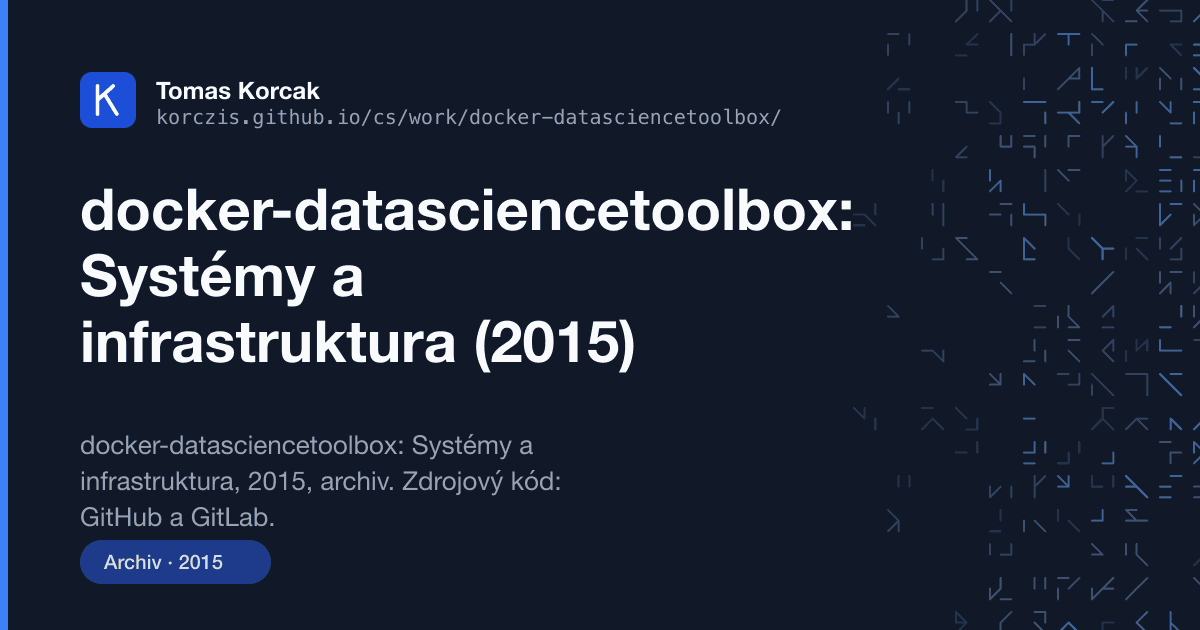 K
Tomas Korcak
korczis.github.io/cs/work/docker-datasciencetoolbox/
docker-datasciencetoolbox:
Systémy a
infrastruktura (2015)
docker-datasciencetoolbox: Systémy a
infrastruktura, 2015, archiv. Zdrojový kód:
GitHub a GitLab.
Archiv · 2015